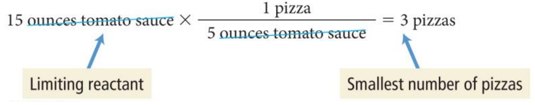 15 ounces tomato sauce × 1 pizza / 5 ounces tomato sauce = 3 pizzas
Limiting reactant
Smallest number of pizzas